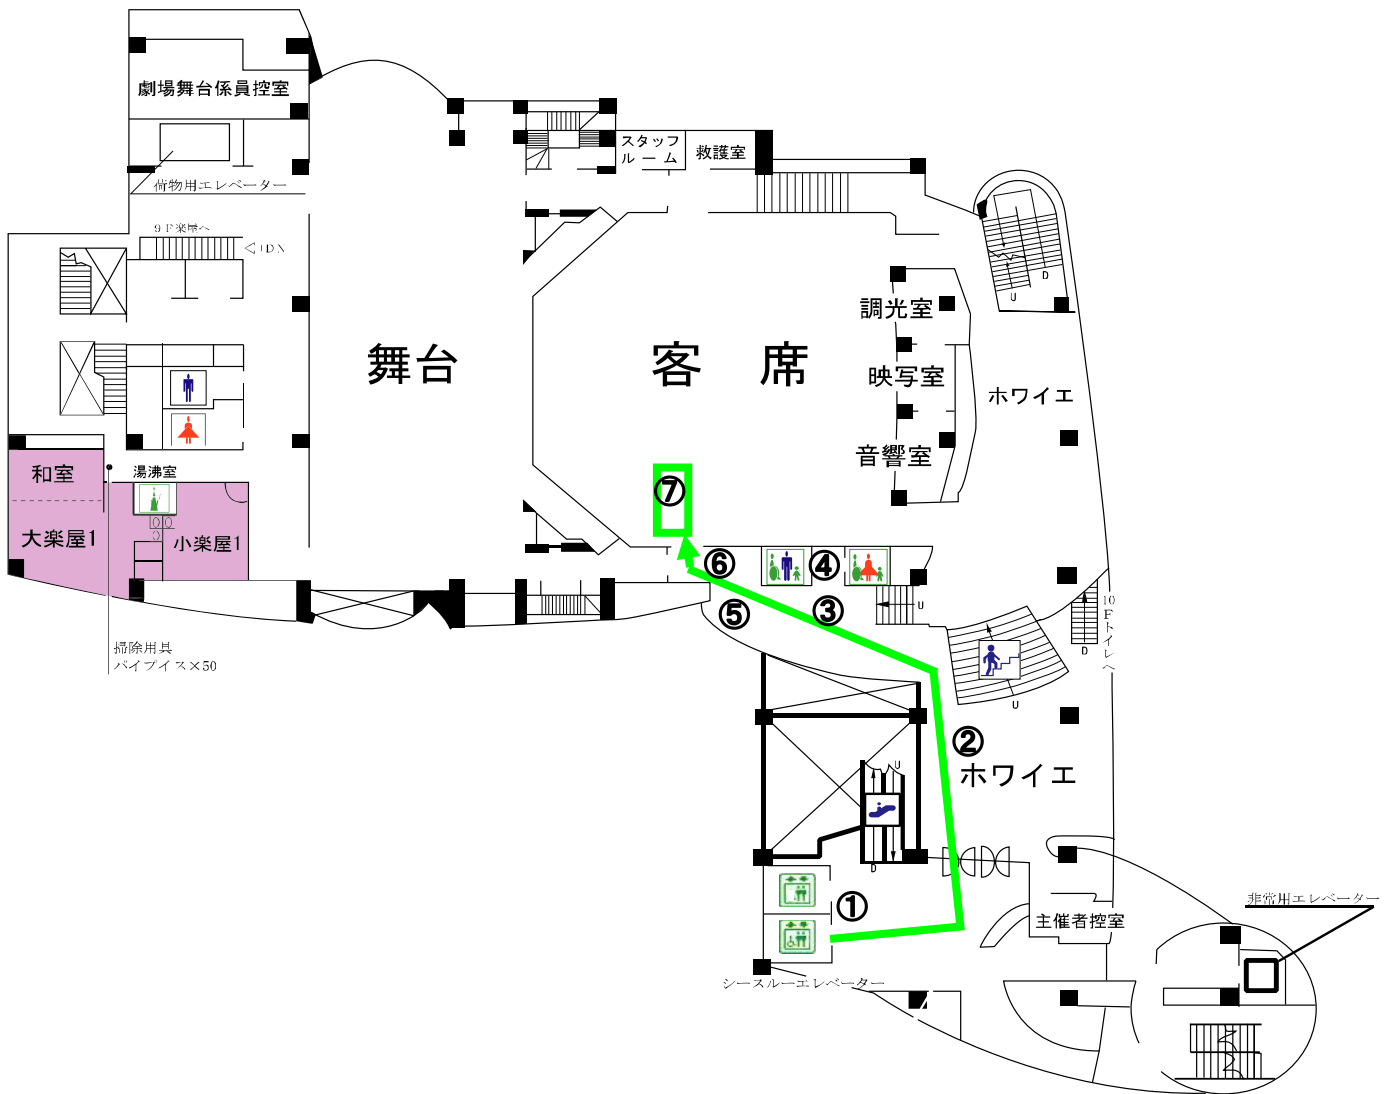 劇場舞台係員控室
スタッフ
ルーム
救護室
荷物用エレベーター
9F楽屋へ
D
U
調光室
舞台
客席
映写室
ホワイエ
音響室
和室
湯沸室
⑦
大楽屋1
小楽屋1
⑥
④
⑤
③
U
10Fトイレへ
D
掃除用具
パイプイス×50
U
②
ホワイエ
U
D
①
主催者控室
非常用エレベーター
シースルーエレベーター